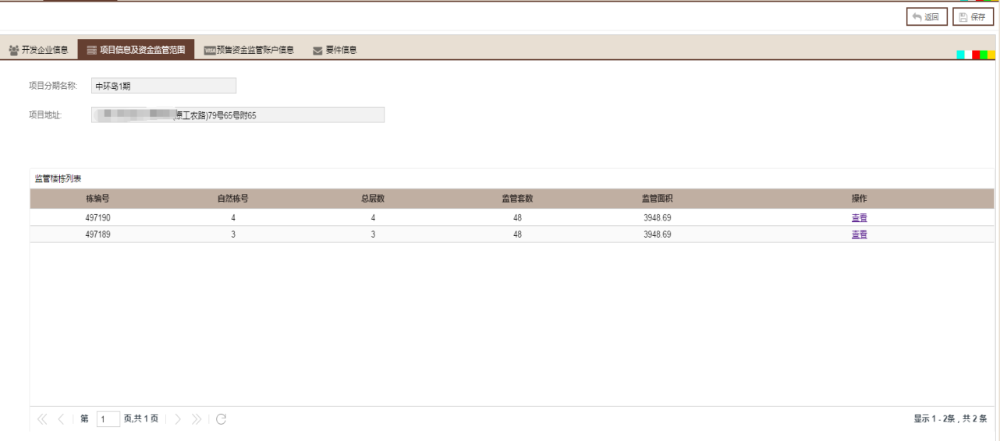 返回 保存
开发企业信息 项目信息及资金监管范围 VISA 预售资金监管账户信息 要件信息
项目分期名称: 中环岛1期
项目地址: 原工农路)79号65号附65
监管楼栋列表
栋编号 自然栋号 总层数 监管套数 监管面积 操作
497190 4 4 48 3948.69 查看
497189 3 3 48 3948.69 查看
第 1 页,共1页 显示 1 - 2条 , 共 2 条